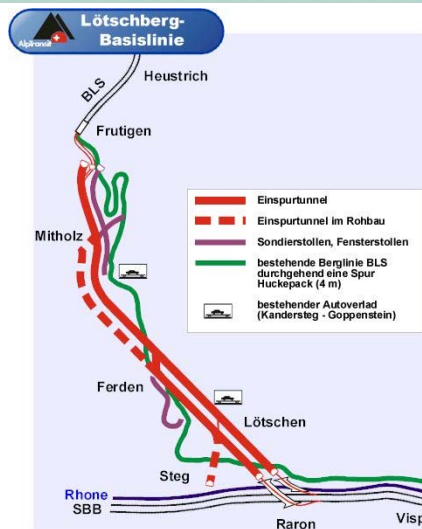 Lötschberg-
Basislinie
AlpTransit
BLS
Heustrich
Frutigen
Einspurtunnel
Einspurtunnel im Rohbau
Mitholz
Sondierstollen, Fensterstollen
bestehende Berglinie BLS
durchgehend eine Spur
Huckepack (4 m)
bestehender Autoverlad
(Kandersteg - Goppenstein)
Ferden
Lötschen
Steg
Rhone
SBB
Raron
Visp